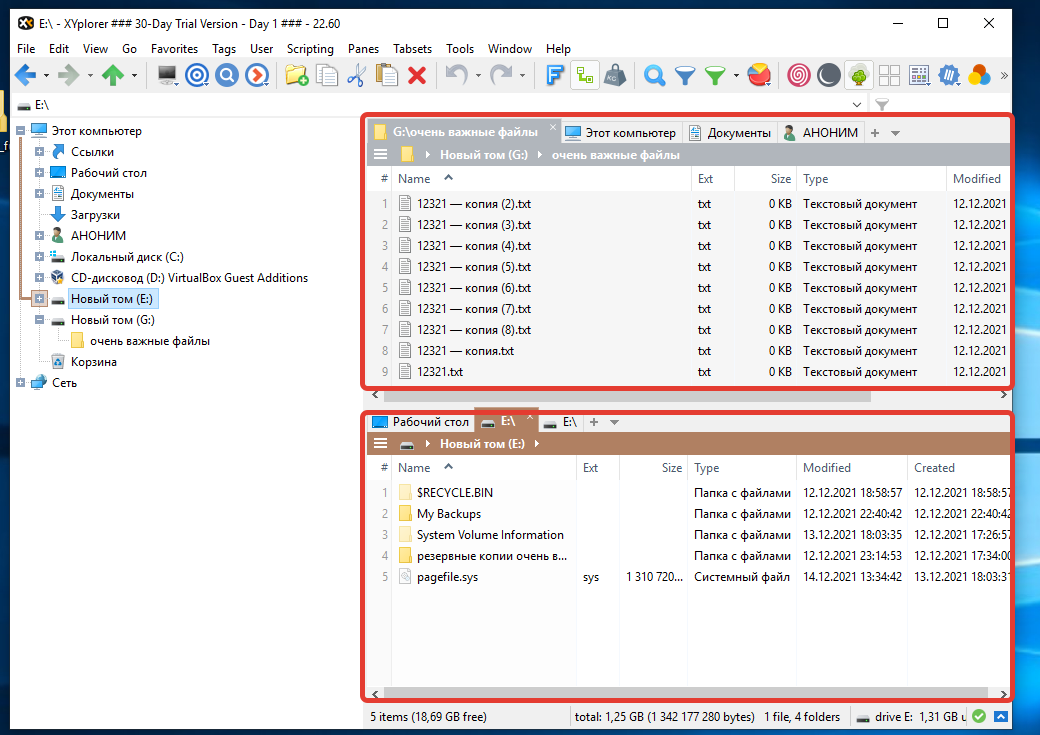 E:\ - XYplorer ### 30-Day Trial Version - Day 1 ### - 22.60
File Edit View Go Favorites Tags User Scripting Panes Tabsets Tools Window Help
E:\
Этот компьютер
Ссылки
Рабочий стол
Документы
Загрузки
АНОНИМ
Локальный диск (C:)
CD-дисковод (D:) VirtualBox Guest Additions
Новый том (E:)
Новый том (G:)
очень важные файлы
Корзина
Сеть
G:\очень важные файлы Этот компьютер Документы АНОНИМ
Новый том (G:) очень важные файлы
# Name Ext Size Type Modified
1 12321 — копия (2).txt txt 0 KB Текстовый документ 12.12.2021
2 12321 — копия (3).txt txt 0 KB Текстовый документ 12.12.2021
3 12321 — копия (4).txt txt 0 KB Текстовый документ 12.12.2021
4 12321 — копия (5).txt txt 0 KB Текстовый документ 12.12.2021
5 12321 — копия (6).txt txt 0 KB Текстовый документ 12.12.2021
6 12321 — копия (7).txt txt 0 KB Текстовый документ 12.12.2021
7 12321 — копия (8).txt txt 0 KB Текстовый документ 12.12.2021
8 12321 — копия.txt txt 0 KB Текстовый документ 12.12.2021
9 12321.txt txt 0 KB Текстовый документ 12.12.2021
Рабочий стол E:\ E:\
Новый том (E:)
# Name Ext Size Type Modified Created
1 $RECYCLE.BIN Папка с файлами 12.12.2021 18:58:57 12.12.2021 18:58:57
2 My Backups Папка с файлами 12.12.2021 22:40:42 12.12.2021 22:40:42
3 System Volume Information Папка с файлами 13.12.2021 18:03:35 12.12.2021 17:26:57
4 резервные копии очень в... Папка с файлами 12.12.2021 23:14:53 12.12.2021 17:34:00
5 pagefile.sys sys 1 310 720... Системный файл 14.12.2021 13:34:42 13.12.2021 18:03:31
5 items (18,69 GB free) total: 1,25 GB (1 342 177 280 bytes) 1 file, 4 folders drive E: 1,31 GB u